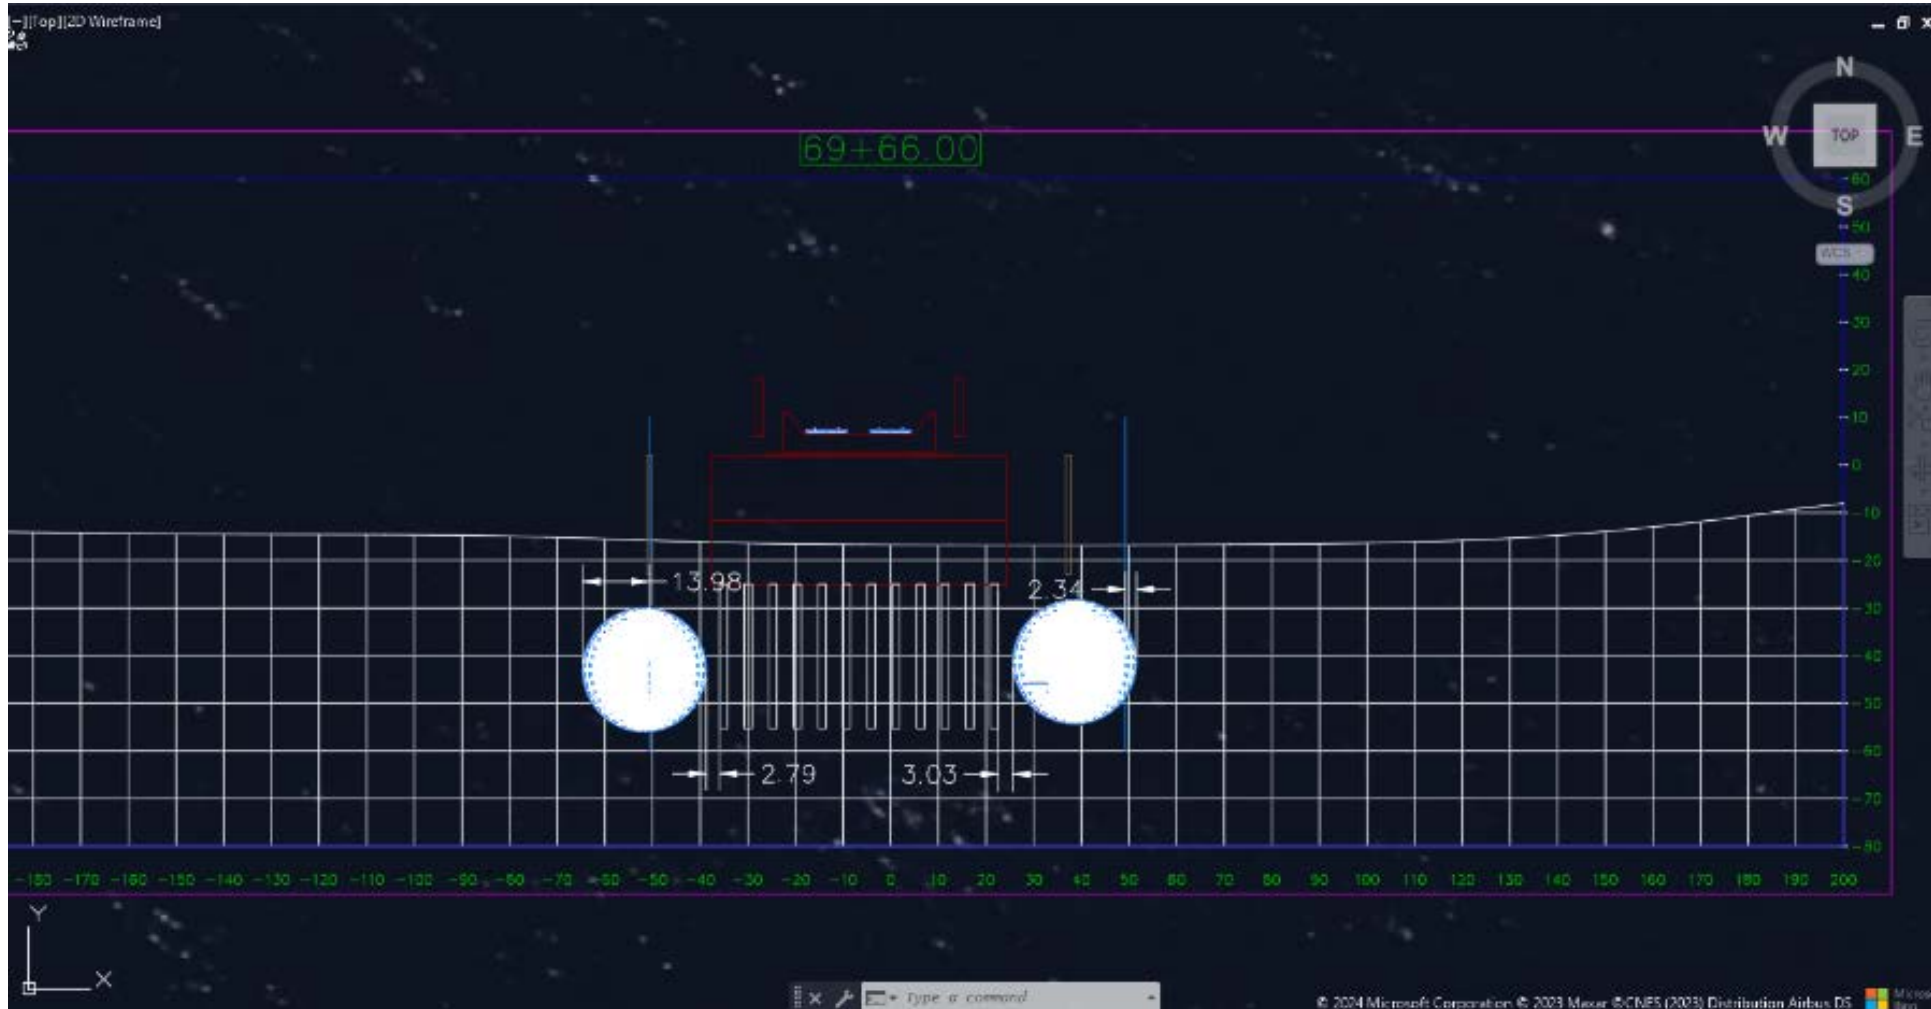 [−][Top][2D Wireframe]
N
69+66.00
W TOP E
60
S
50
WCS
40
30
20
10
0
-10
-20
13.98 2.34
-30
-40
-50
-60
2.79 3.03
-70
-80
-180 -170 -160 -150 -140 -130 -120 -110 -100 -90 -80 -70 -60 -50 -40 -30 -20 -10 0 10 20 30 40 50 60 70 80 90 100 110 120 130 140 150 160 170 180 190 200
Y
X
Type a command
© 2024 Microsoft Corporation © 2023 Maxar ©CNES (2023) Distribution Airbus DS